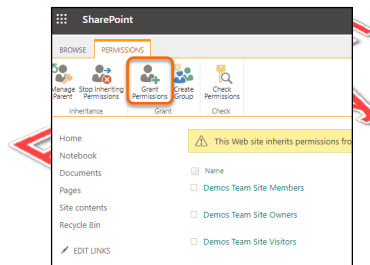 SharePoint
BROWSE PERMISSIONS
Manage Parent
Stop Inheriting Permissions
Grant Permissions
Create Group
Check Permissions
Inheritance Grant Check
Home
Notebook
Documents
Pages
Site contents
Recycle Bin
EDIT LINKS
This Web site inherits permissions fro
Name
Demos Team Site Members
Demos Team Site Owners
Demos Team Site Visitors